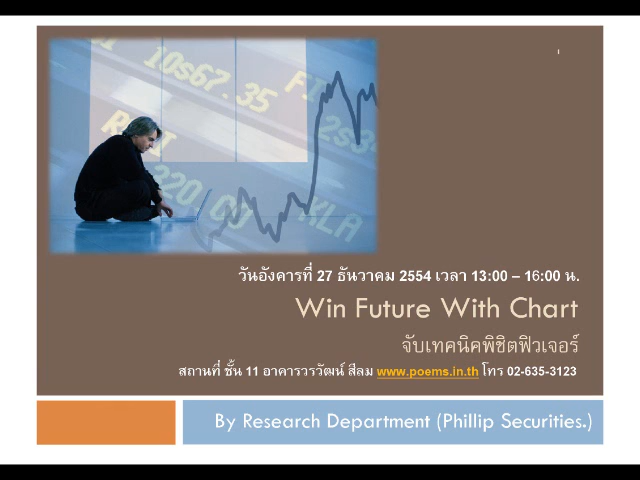 1
10s67.35
วันอังคารที่ 27 ธันวาคม 2554 เวลา 13:00 – 16:00 น.
Win Future With Chart
จับเทคนิคพิชิตฟิวเจอร์
สถานที่ ชั้น 11 อาคารวรวัฒน์ สีลม www.poems.in.th โทร 02-635-3123
By Research Department (Phillip Securities.)